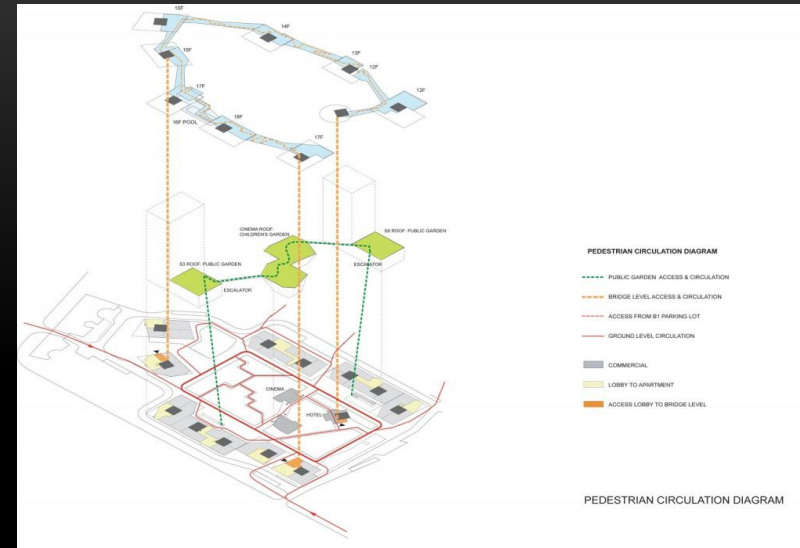 15F
14F
15F
13F
12F
17F
12F
16F POOL
16F
17F
CINEMA ROOF:
CHILDREN'S GARDEN
S8 ROOF: PUBLIC GARDEN
S3 ROOF: PUBLIC GARDEN
ESCALATOR
ESCALATOR
CINEMA
HOTEL
PEDESTRIAN CIRCULATION DIAGRAM
PUBLIC GARDEN ACCESS & CIRCULATION
BRIDGE LEVEL ACCESS & CIRCULATION
ACCESS FROM B1 PARKING LOT
GROUND LEVEL CIRCULATION
COMMERCIAL
LOBBY TO APARTMENT
ACCESS LOBBY TO BRIDGE LEVEL
PEDESTRIAN CIRCULATION DIAGRAM